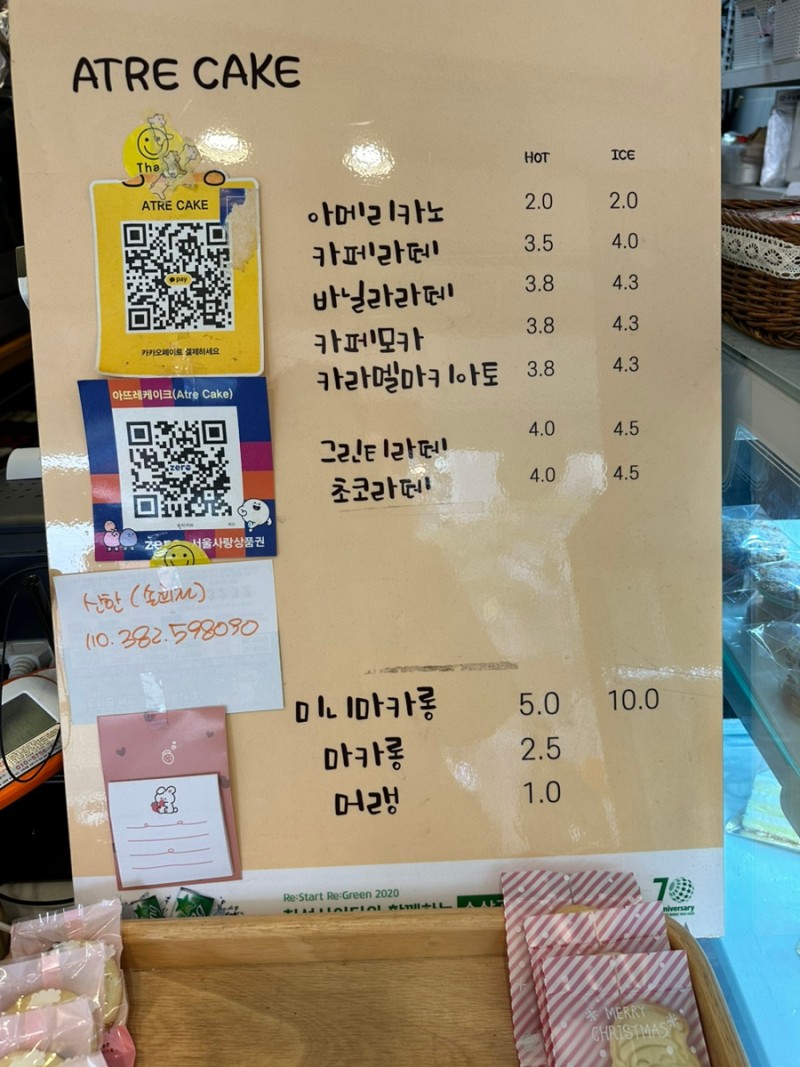 ATRE CAKE
HOT ICE
아메리카노 2.0 2.0
카페라떼 3.5 4.0
바닐라라떼 3.8 4.3
카페모카 3.8 4.3
카라멜마키아토 3.8 4.3
그린티라떼 4.0 4.5
초코라떼 4.0 4.5
미니마카롱 5.0 10.0
마카롱 2.5
머랭 1.0
Tha
ATRE CAKE
pay
카카오페이로 결제하세요
아뜨레케이크(Atre Cake)
zero
zero 서울사랑상품권
신한
110.382.598090
Re:Start Re:Green 2020
70
niversary
MERRY
CHRISTMAS